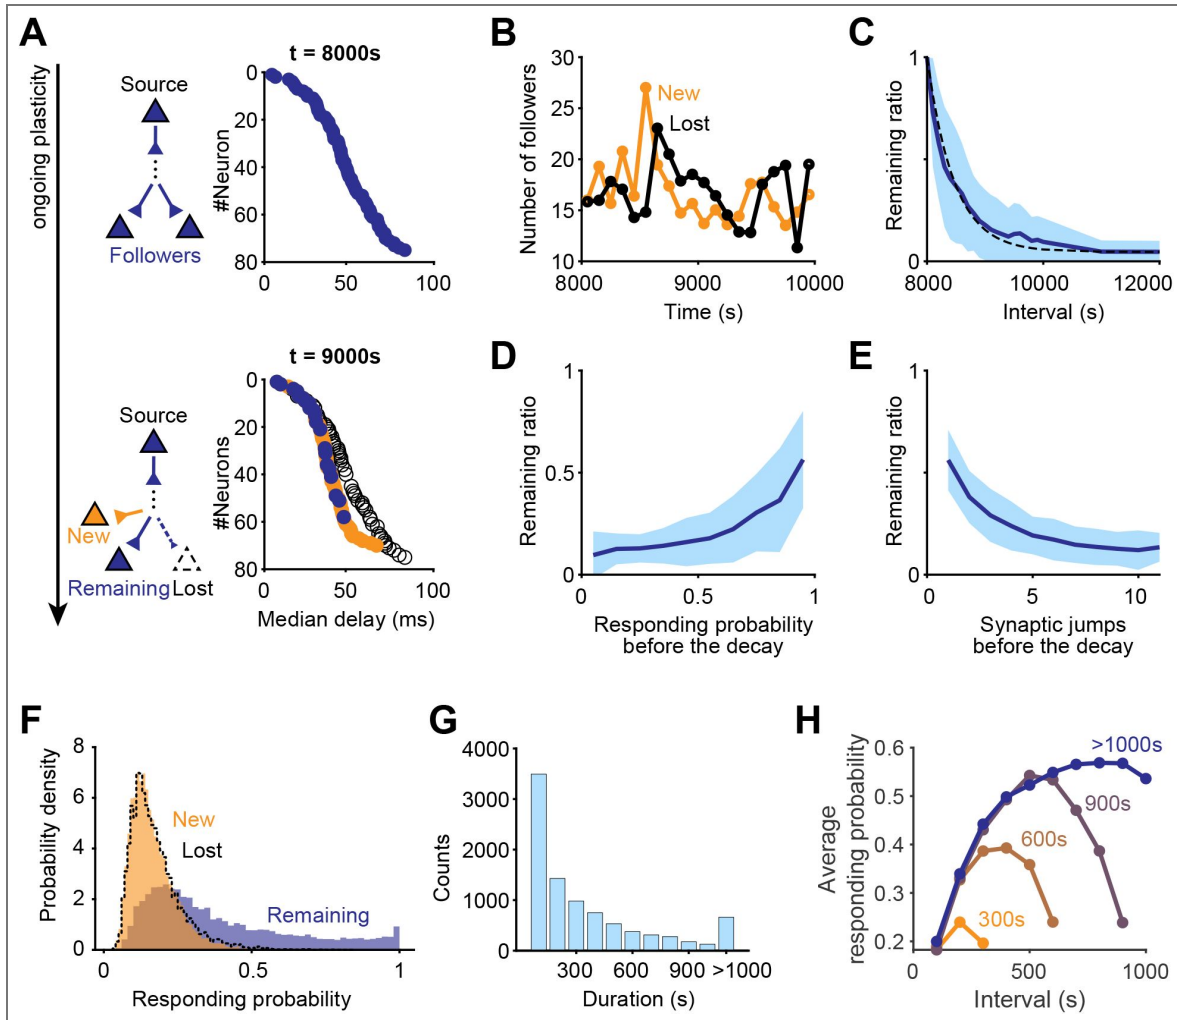 A
ongoing plasticity
Source
Followers
t = 8000s
#Neuron
0
20
40
60
80
0
50
100
Source
New
Remaining
Lost
t = 9000s
#Neurons
0
20
40
60
80
0
50
100
Median delay (ms)
B
Number of followers
30
25
20
15
10
New
Lost
8000
9000
10000
Time (s)
C
Remaining ratio
1
0
8000
10000
12000
Interval (s)
D
Remaining ratio
1
0.5
0
0
0.5
1
Responding probability
before the decay
E
Remaining ratio
1
0.5
0
0
5
10
Synaptic jumps
before the decay
F
Probability density
8
6
4
2
0
New
Lost
Remaining
0
0.5
1
Responding probability
G
Counts
4000
3000
2000
1000
0
300
600
900
>1000
Duration (s)
H
Average
responding probability
0.6
0.5
0.4
0.3
0.2
>1000s
900s
600s
300s
0
500
1000
Interval (s)